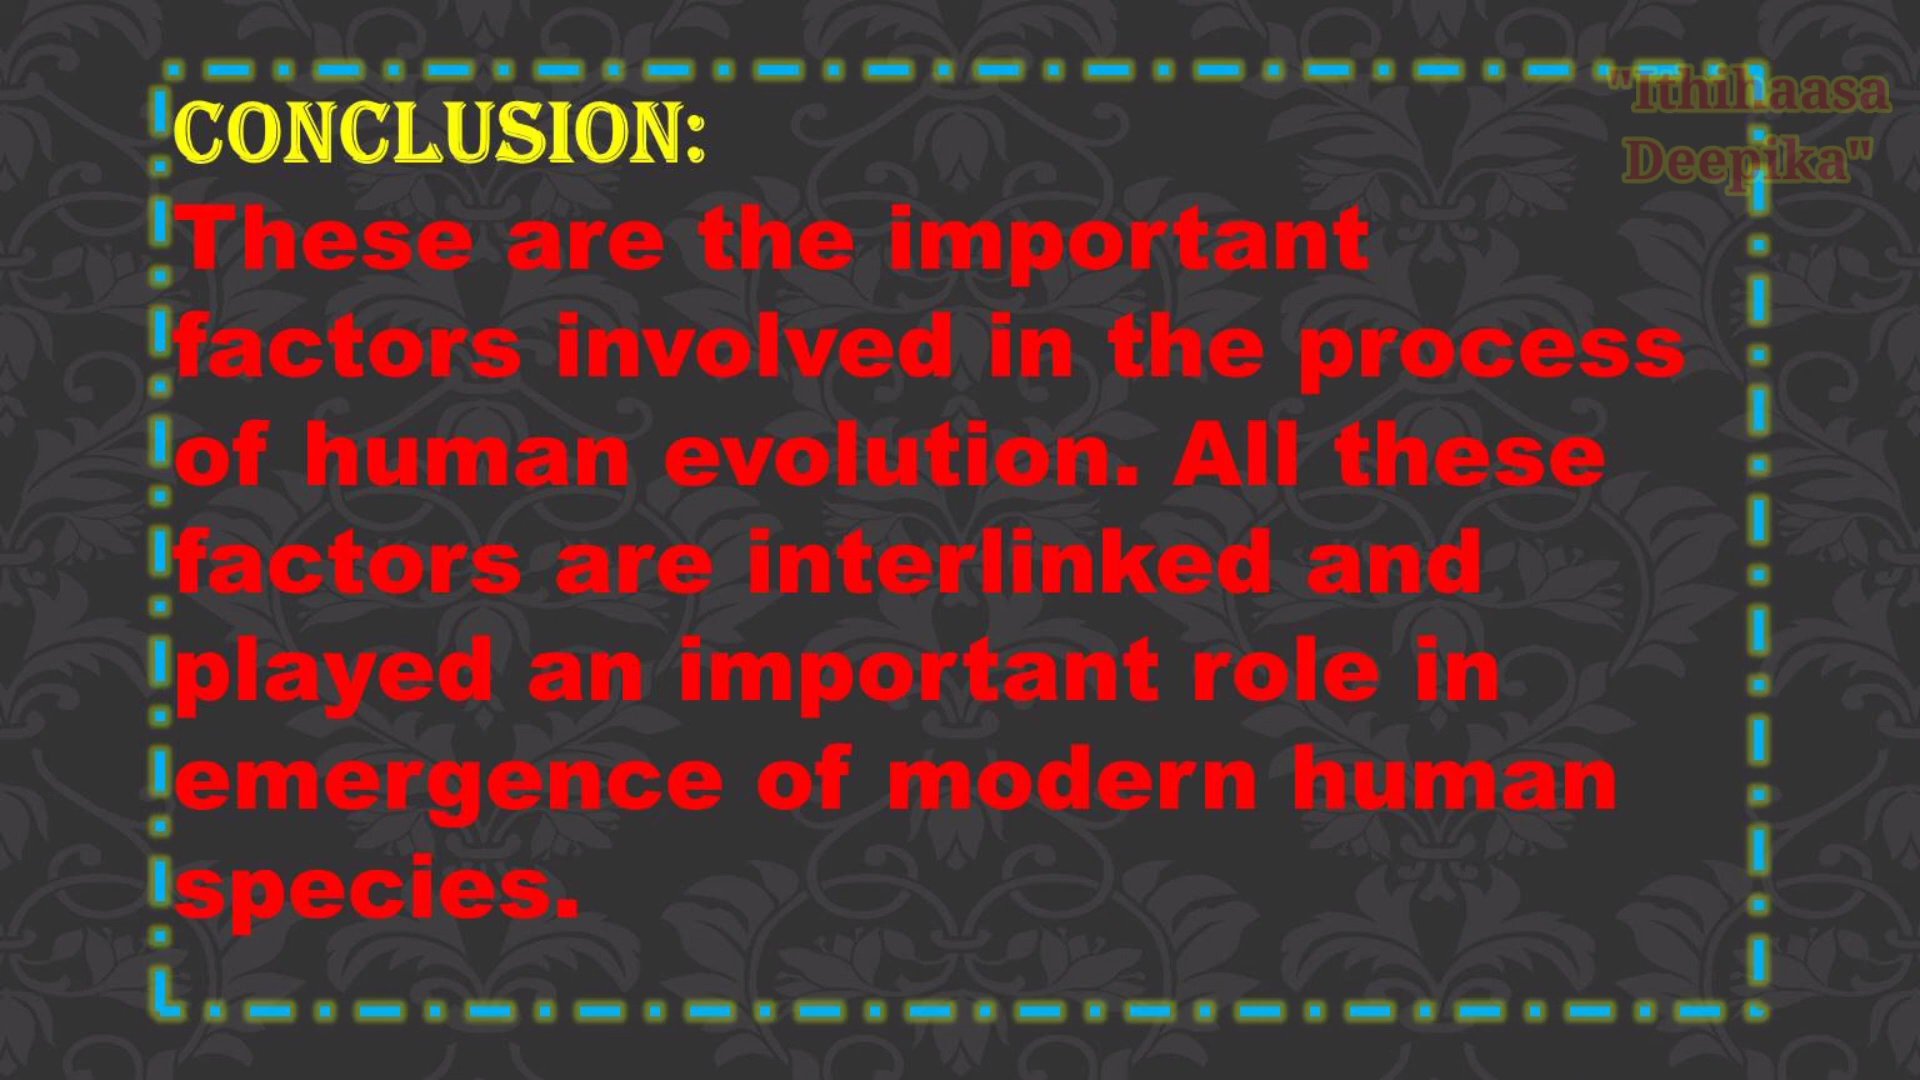 CONCLUSION:
"Ithihaasa
Deepika"
These are the important
factors involved in the process
of human evolution. All these
factors are interlinked and
played an important role in
emergence of modern human
species.